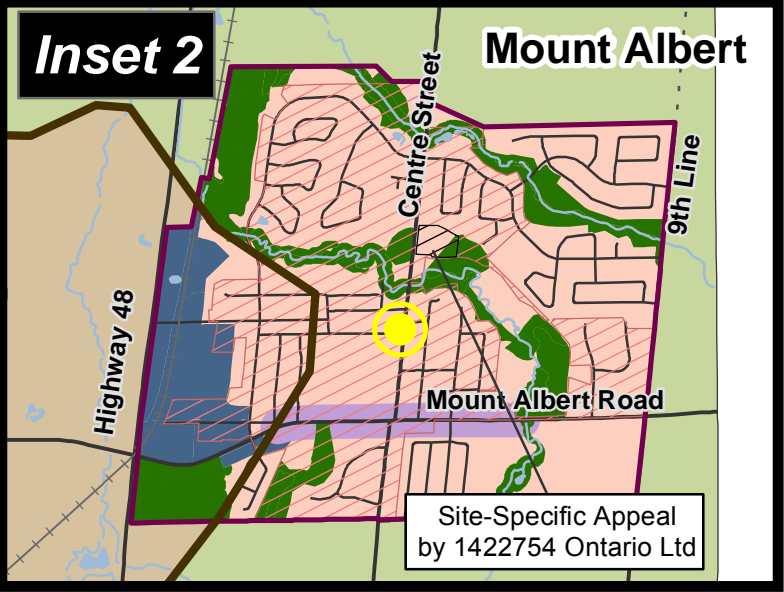 Inset 2
Mount Albert
Centre Street
9th Line
Highway 48
Mount Albert Road
Site-Specific Appeal
by 1422754 Ontario Ltd